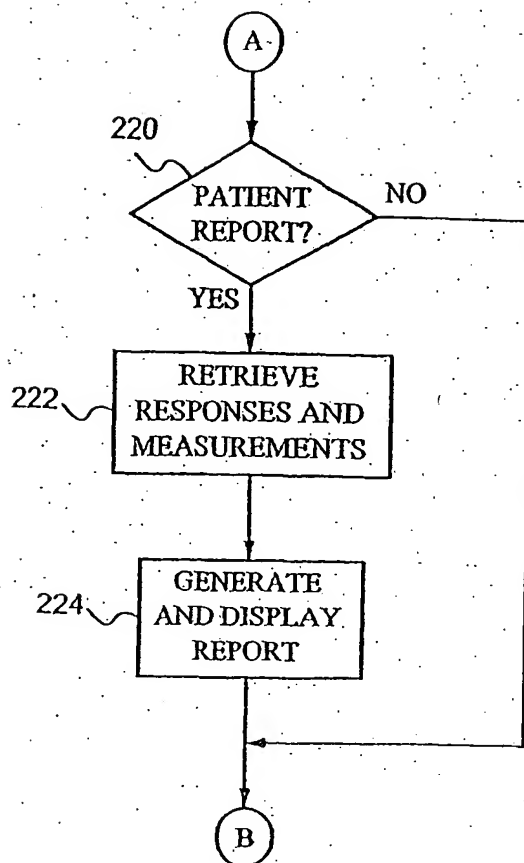 A
220
PATIENT
REPORT?
NO
YES
222
RETRIEVE
RESPONSES AND
MEASUREMENTS
224
GENERATE
AND DISPLAY
REPORT
B